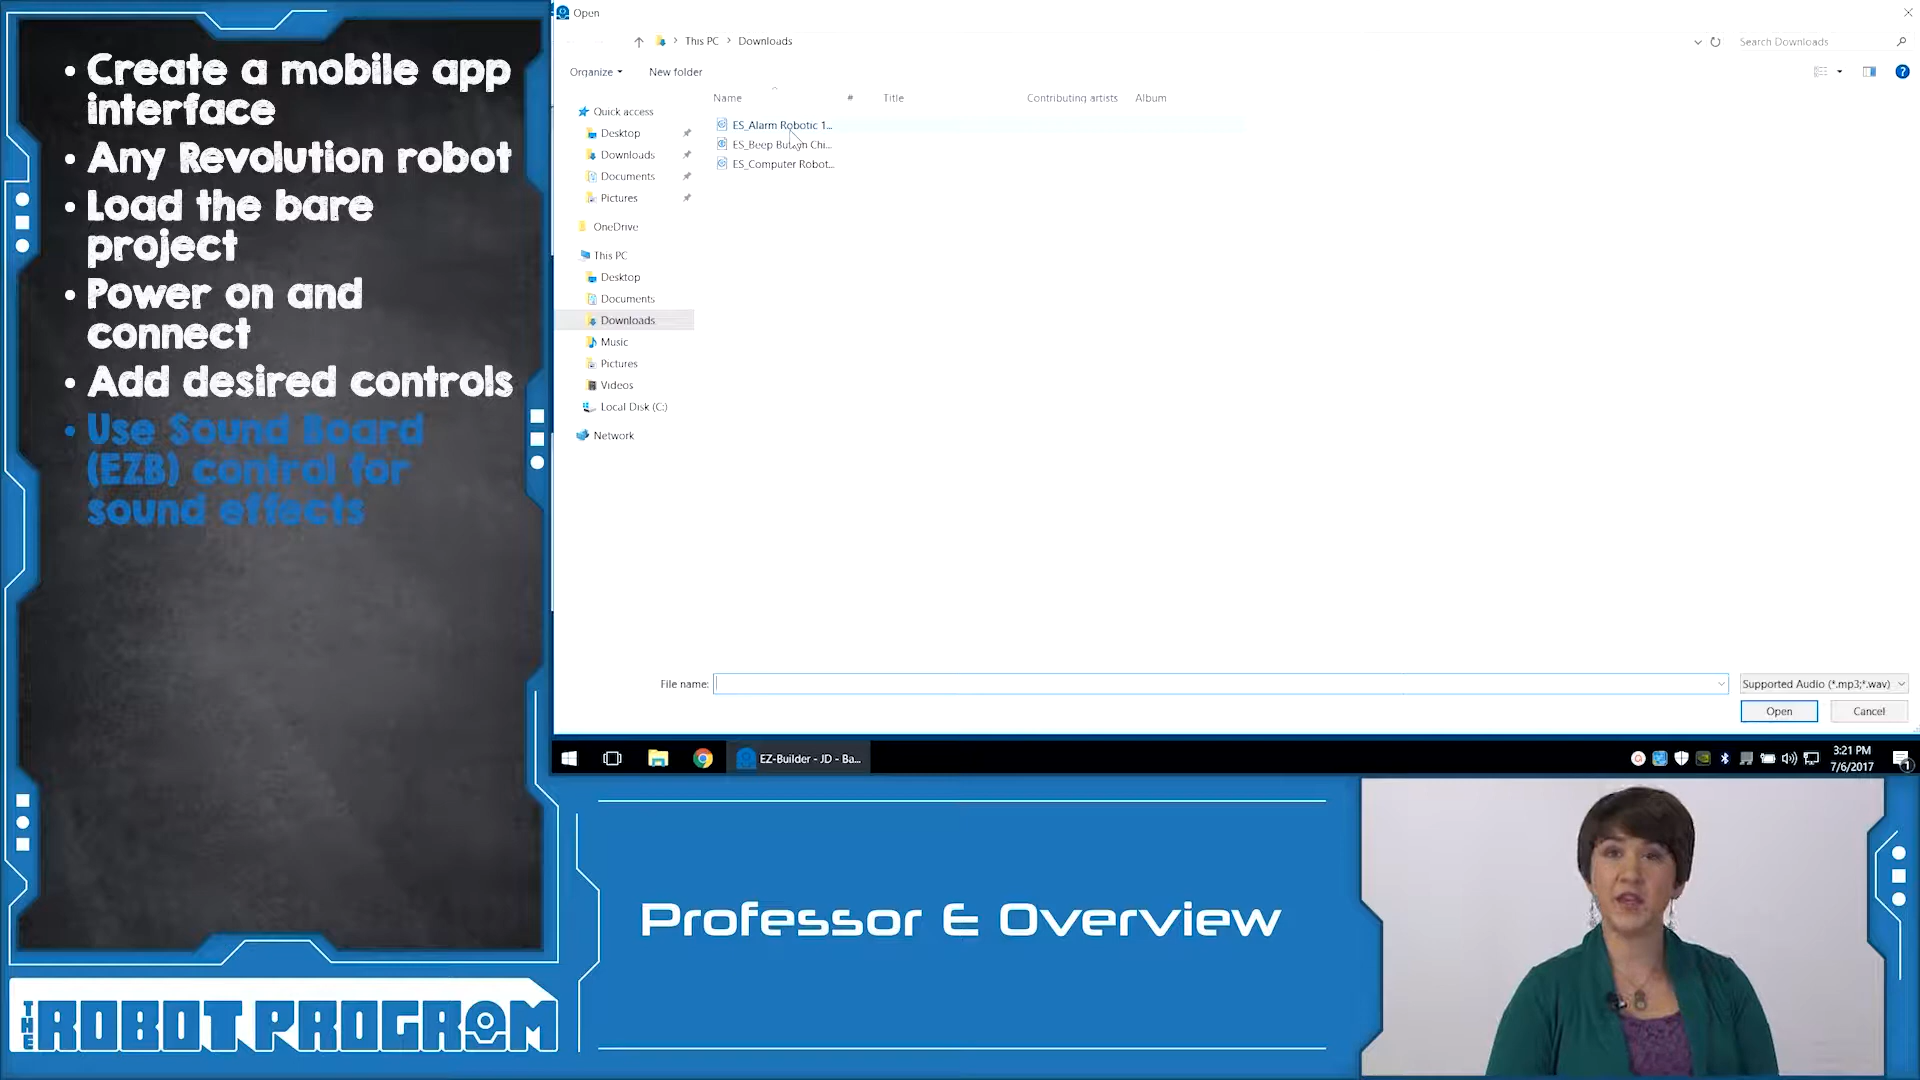 • Create a mobile app
interface
• Any Revolution robot
• Load the bare
project
• Power on and
connect
• Add desired controls
• Use Sound Board
(EZB) control for
sound effects
THE ROBOT PROGRAM
Open
This PC > Downloads
Search Downloads
Organize
New folder
Name
#
Title
Contributing artists
Album
Quick access
Desktop
Downloads
Documents
Pictures
OneDrive
This PC
Desktop
Documents
Downloads
Music
Pictures
Videos
Local Disk (C:)
Network
ES_Alarm Robotic 1...
ES_Beep Button Chi...
ES_Computer Robot...
File name:
Supported Audio (*.mp3;*.wav)
Open
Cancel
EZ-Builder - JD - Ba...
3:21 PM
7/6/2017
1
Professor E Overview